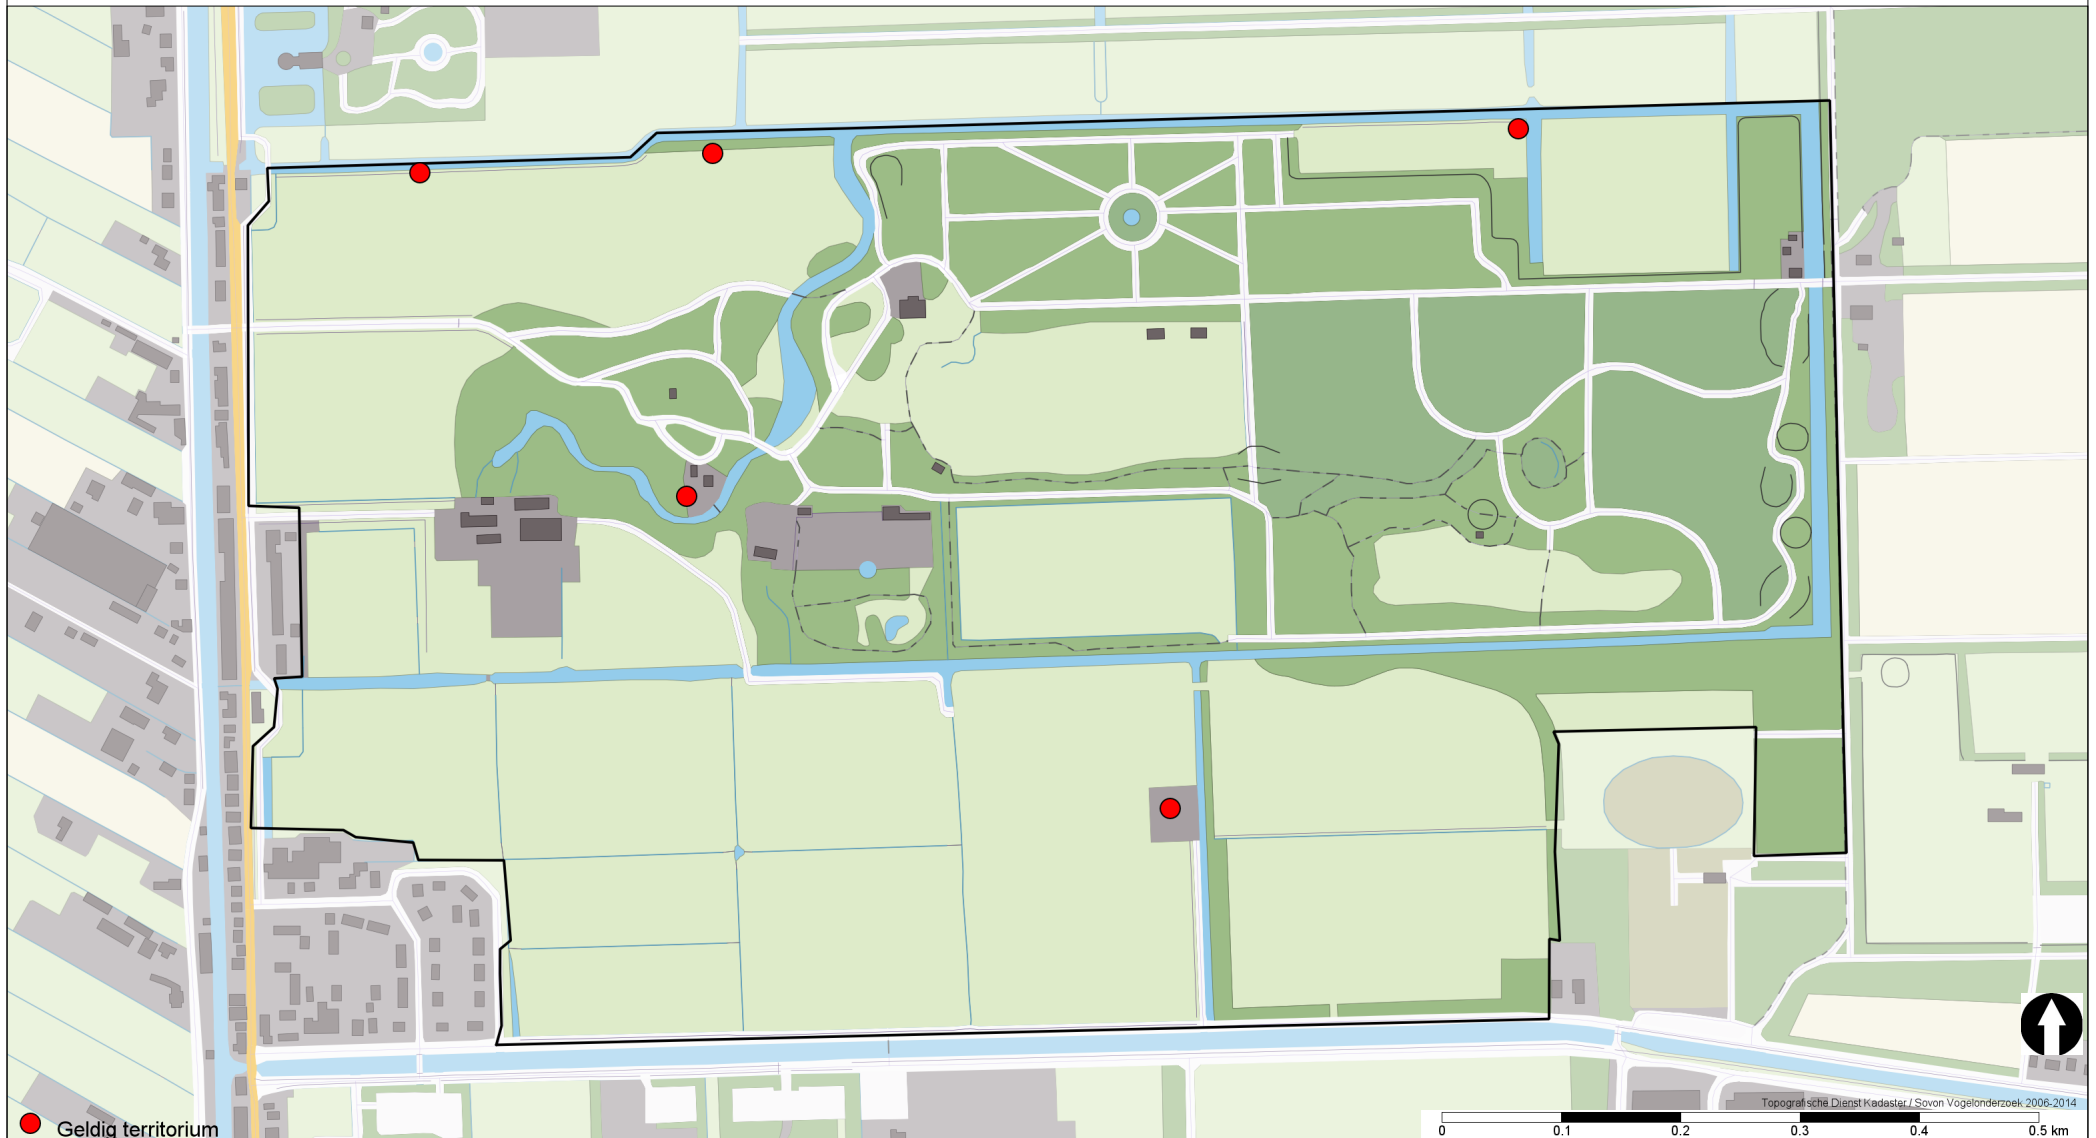 Topografische Dienst Kadaster / Sovon Vogelonderzoek 2006-2014
Geldig territorium
0 0.1 0.2 0.3 0.4 0.5 km